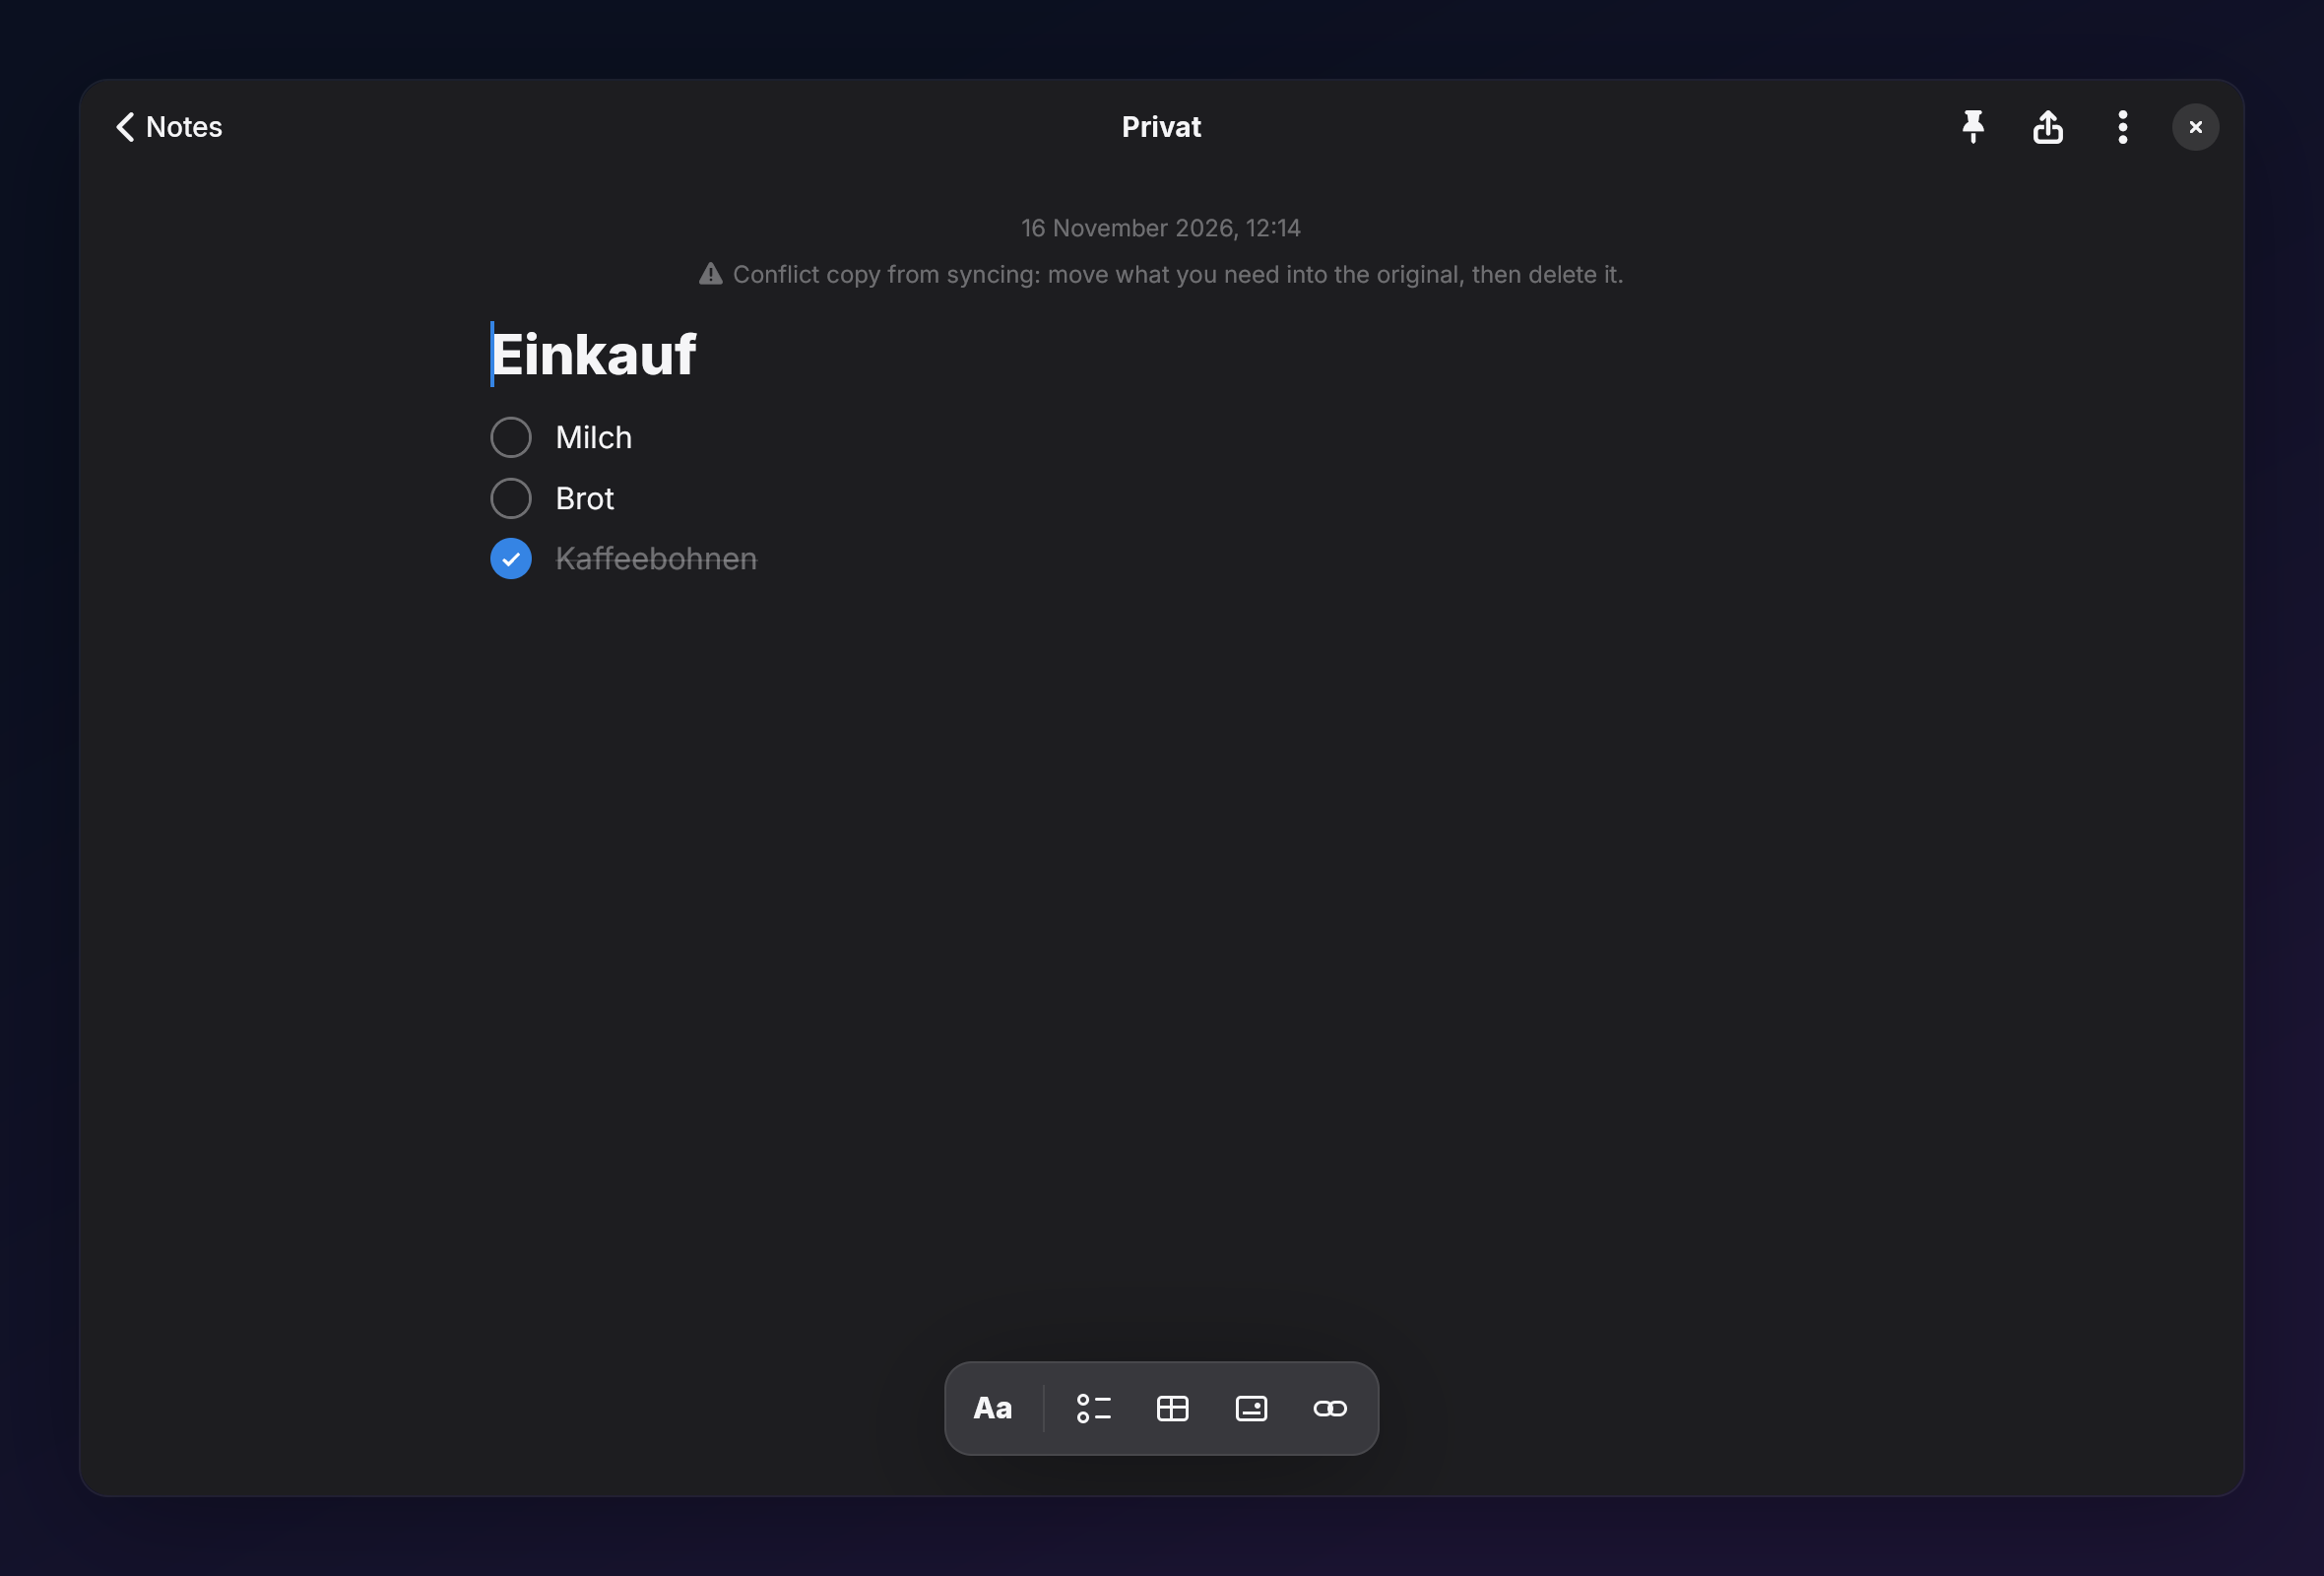 Notes
Privat
16 November 2026, 12:14
Conflict copy from syncing: move what you need into the original, then delete it.
Einkauf
Milch
Brot
Kaffeebohnen
Aa